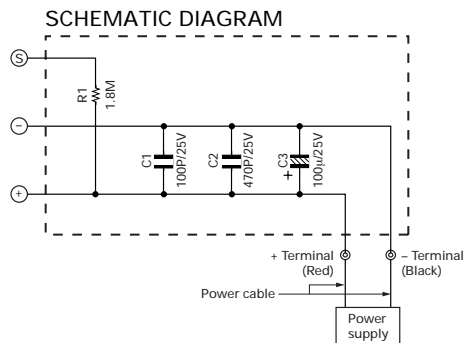 SCHEMATIC DIAGRAM
S
R1
1.8M
−
C1
100P/25V
C2
470P/25V
C3
100µ/25V
+
+
+ Terminal
(Red)
− Terminal
(Black)
Power cable
Power
supply